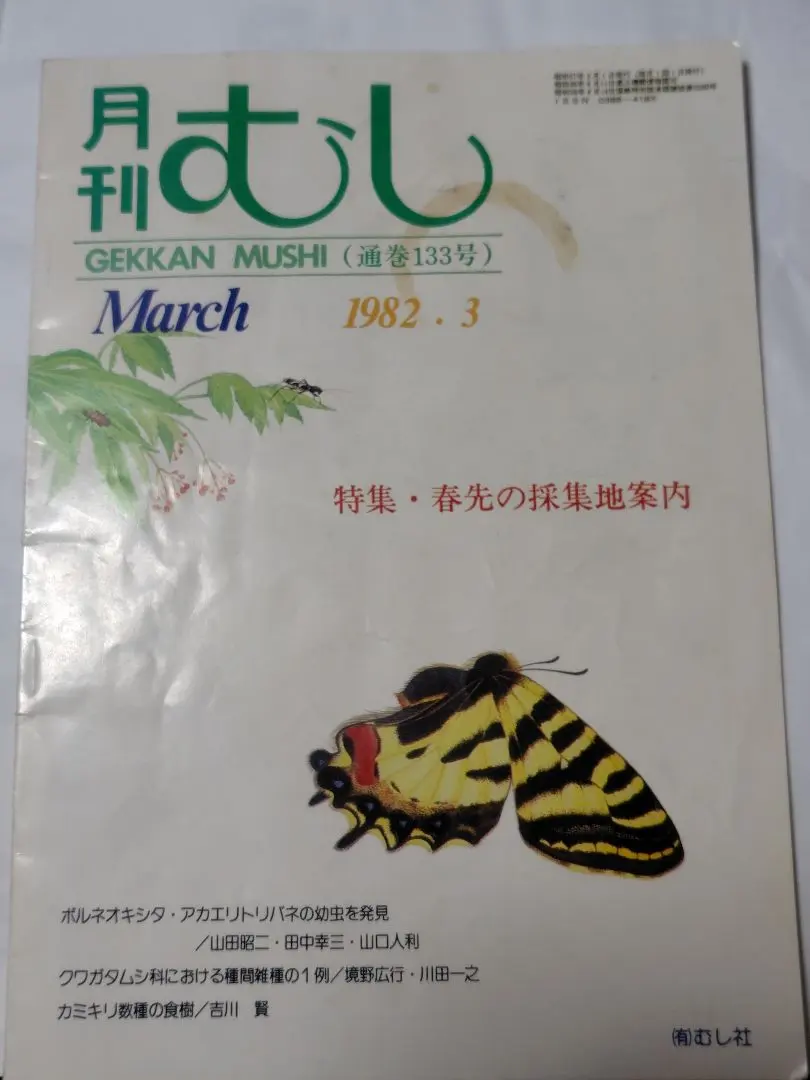 月刊むし
GEKKAN MUSHI（通巻133号）
March 1982.3
特集・春先の採集地案内
ボルネオキシタ・アカエリトリバネの幼虫を発見
／山田昭二・田中幸三・山口人利
クワガタムシ科における種間雑種の1例／境野広行・川田一之
カミキリ数種の食樹／吉川 賢
㈲むし社